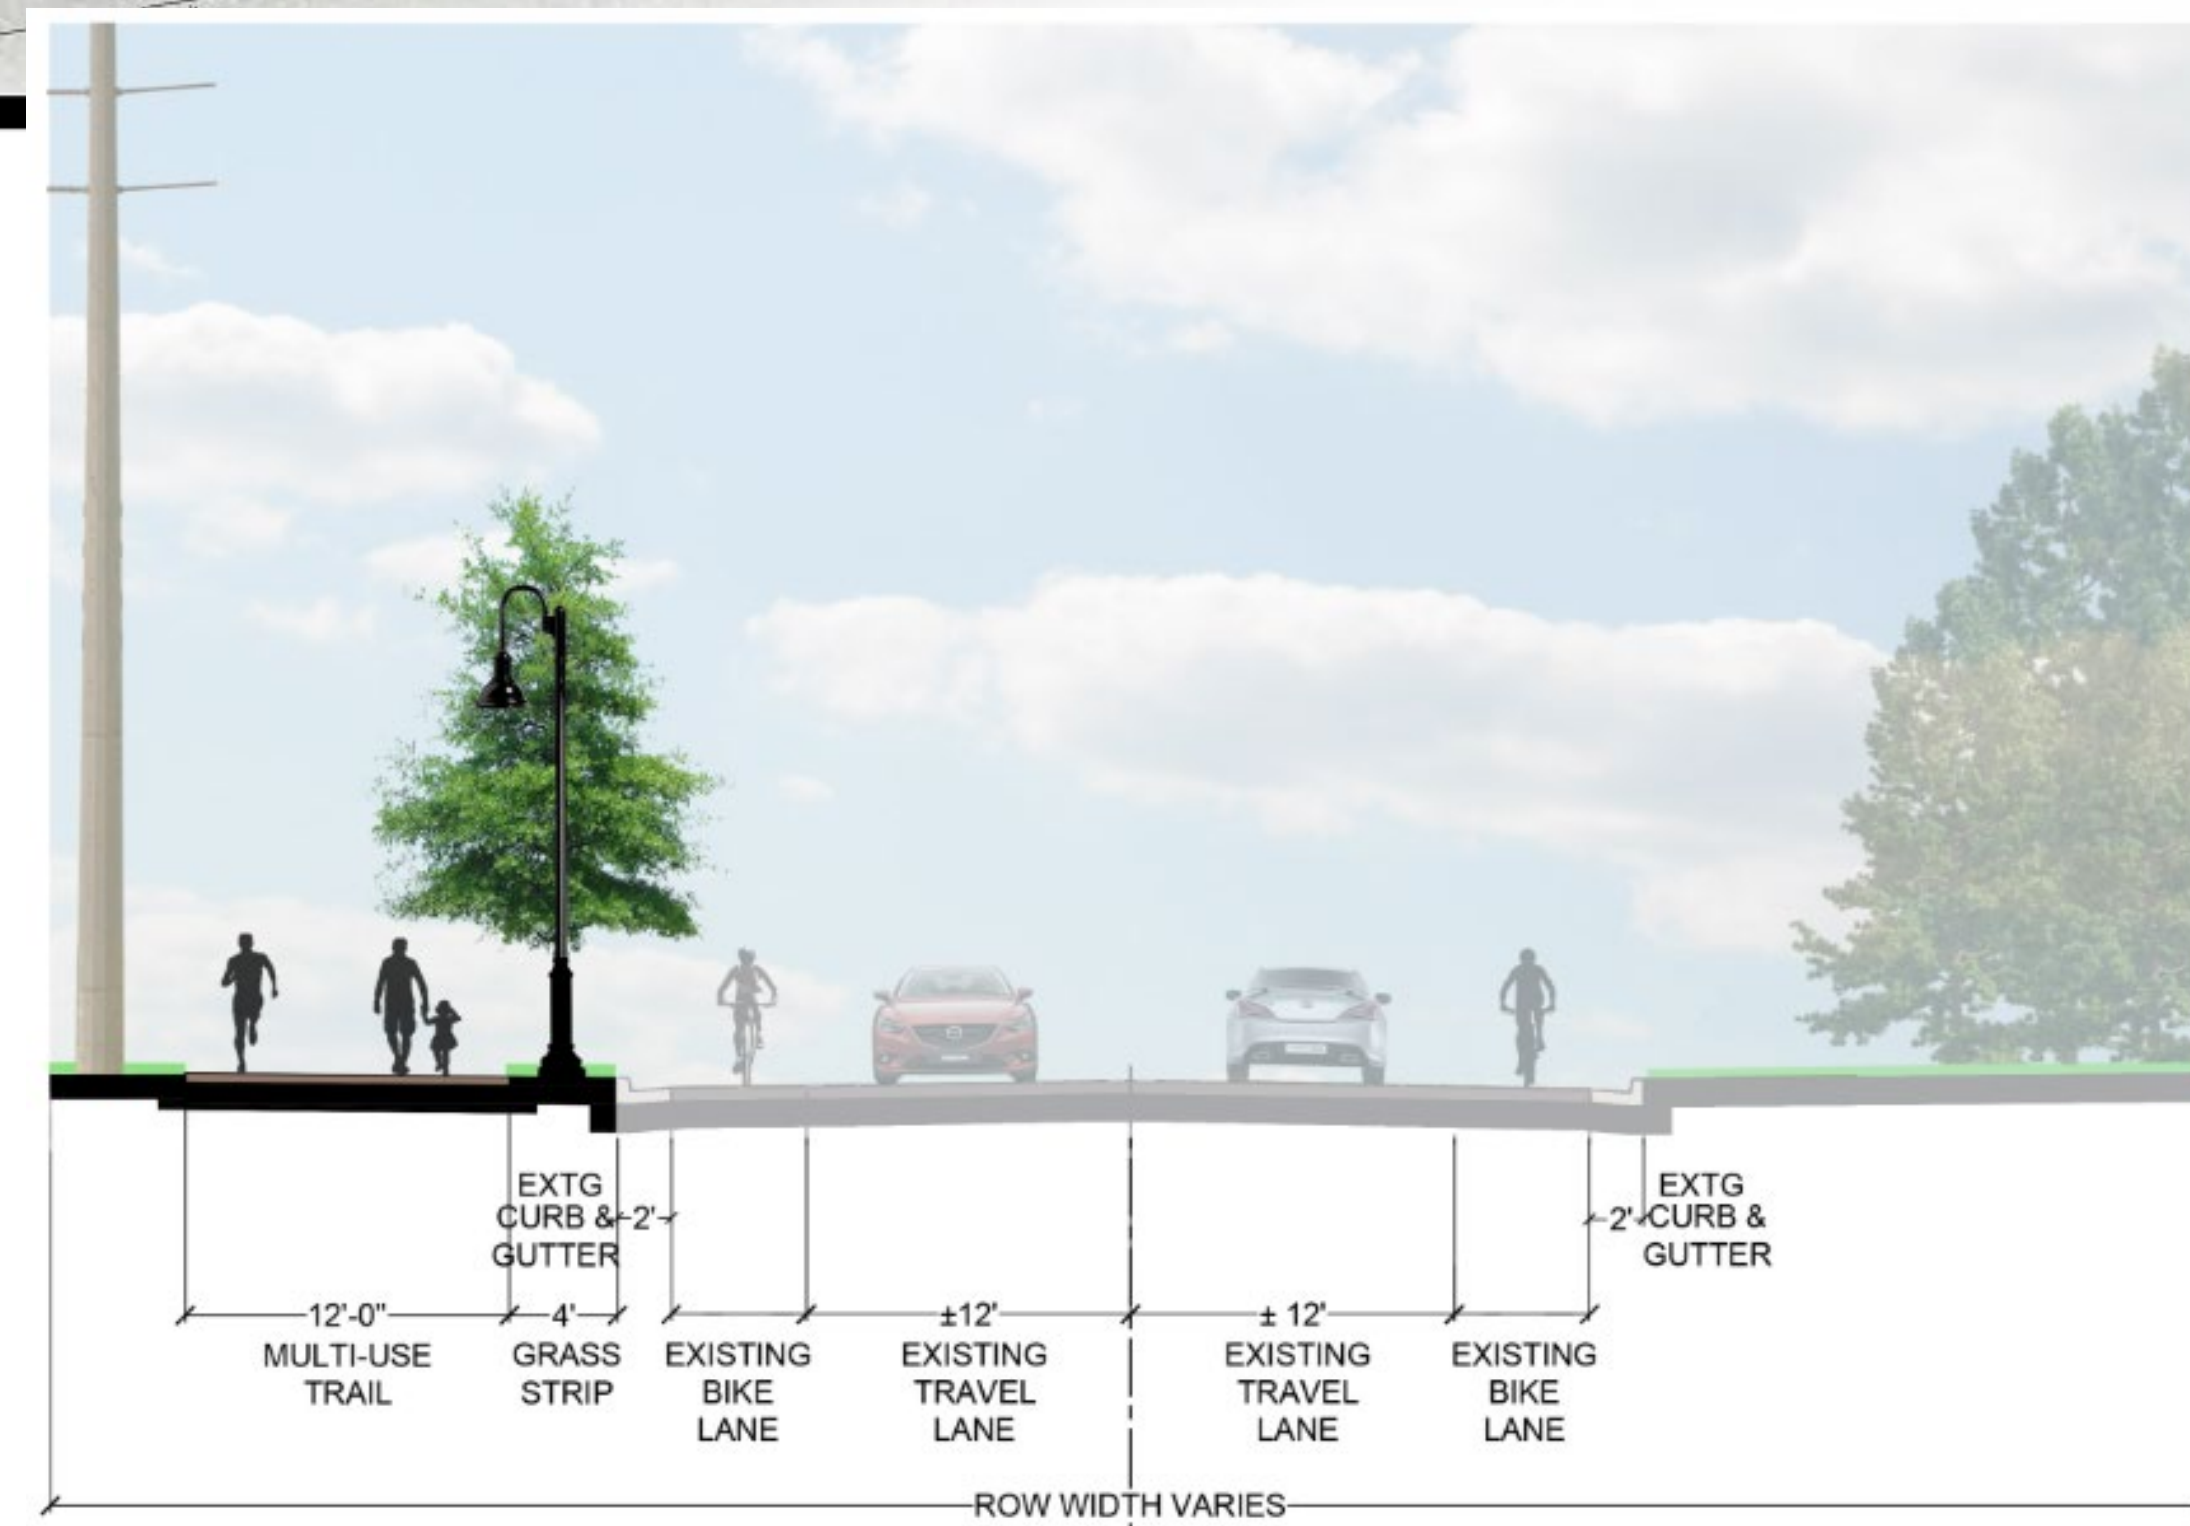 EXTG
CURB &
GUTTER
2'
2'
EXTG
CURB &
GUTTER
12'-0"
4'
±12'
± 12'
MULTI-USE
TRAIL
GRASS
STRIP
EXISTING
BIKE
LANE
EXISTING
TRAVEL
LANE
EXISTING
TRAVEL
LANE
EXISTING
BIKE
LANE
ROW WIDTH VARIES